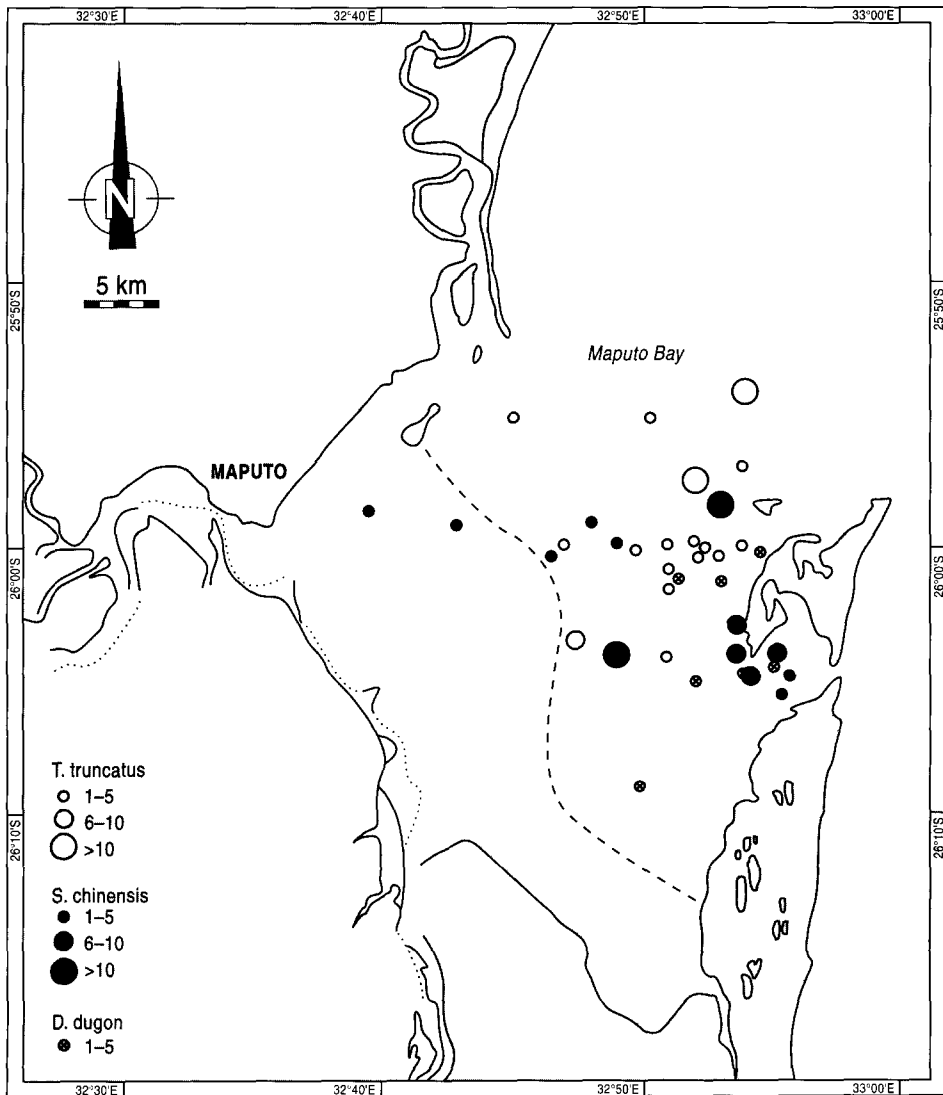 32°30'E 32°40'E 32°50'E 33°00'E
N
5 km
25°50'S 25°50'S
Maputo Bay
MAPUTO
26°00'S 26°00'S
T. truncatus
1–5
6–10
>10
26°10'S 26°10'S
S. chinensis
1–5
6–10
>10
D. dugon
1–5
32°30'E 32°40'E 32°50'E 33°00'E